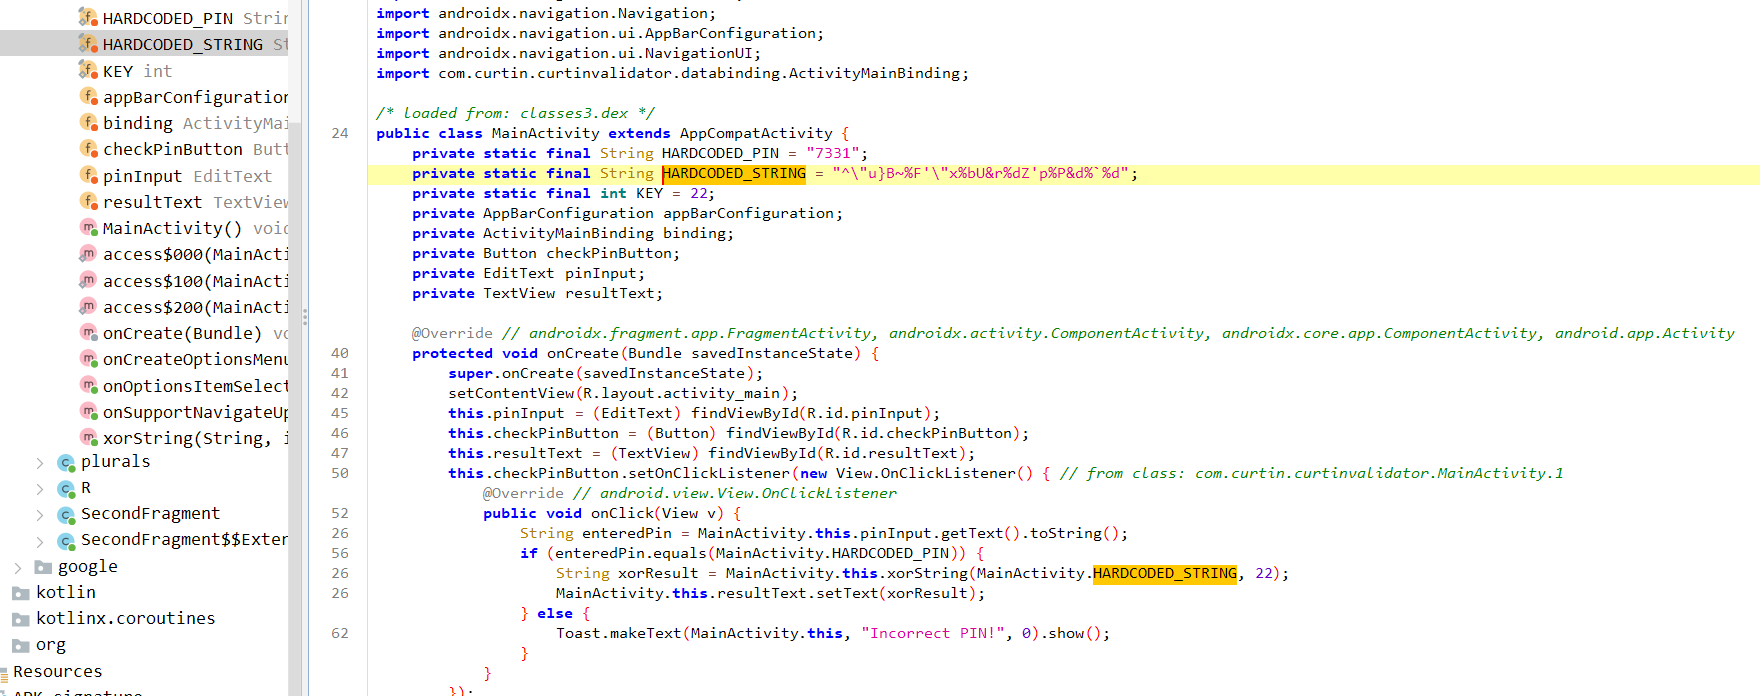 HARDCODED_PIN Strin
HARDCODED_STRING St
KEY int
appBarConfiguration
binding ActivityMai
checkPinButton Butt
pinInput EditText
resultText TextView
MainActivity() void
access$000(MainActi
access$100(MainActi
access$200(MainActi
onCreate(Bundle) vo
onCreateOptionsMenu
onOptionsItemSelect
onSupportNavigateUp
xorString(String, i
plurals
R
SecondFragment
SecondFragment$$Exter
google
kotlin
kotlinx.coroutines
org
Resources
APK signature
import androidx.navigation.Navigation;
import androidx.navigation.ui.AppBarConfiguration;
import androidx.navigation.ui.NavigationUI;
import com.curtin.curtinvalidator.databinding.ActivityMainBinding;
/* loaded from: classes3.dex */
24 public class MainActivity extends AppCompatActivity {
private static final String HARDCODED_PIN = "7331";
private static final String HARDCODED_STRING = "^\"u}B~%F'\"x%bU&r%dZ'p%P&d%`%d";
private static final int KEY = 22;
private AppBarConfiguration appBarConfiguration;
private ActivityMainBinding binding;
private Button checkPinButton;
private EditText pinInput;
private TextView resultText;
@Override // androidx.fragment.app.FragmentActivity, androidx.activity.ComponentActivity, androidx.core.app.ComponentActivity, android.app.Activity
40 protected void onCreate(Bundle savedInstanceState) {
41 super.onCreate(savedInstanceState);
42 setContentView(R.layout.activity_main);
45 this.pinInput = (EditText) findViewById(R.id.pinInput);
46 this.checkPinButton = (Button) findViewById(R.id.checkPinButton);
47 this.resultText = (TextView) findViewById(R.id.resultText);
50 this.checkPinButton.setOnClickListener(new View.OnClickListener() { // from class: com.curtin.curtinvalidator.MainActivity.1
@Override // android.view.View.OnClickListener
52 public void onClick(View v) {
26 String enteredPin = MainActivity.this.pinInput.getText().toString();
56 if (enteredPin.equals(MainActivity.HARDCODED_PIN)) {
26 String xorResult = MainActivity.this.xorString(MainActivity.HARDCODED_STRING, 22);
26 MainActivity.this.resultText.setText(xorResult);
} else {
62 Toast.makeText(MainActivity.this, "Incorrect PIN!", 0).show();
}
}
});